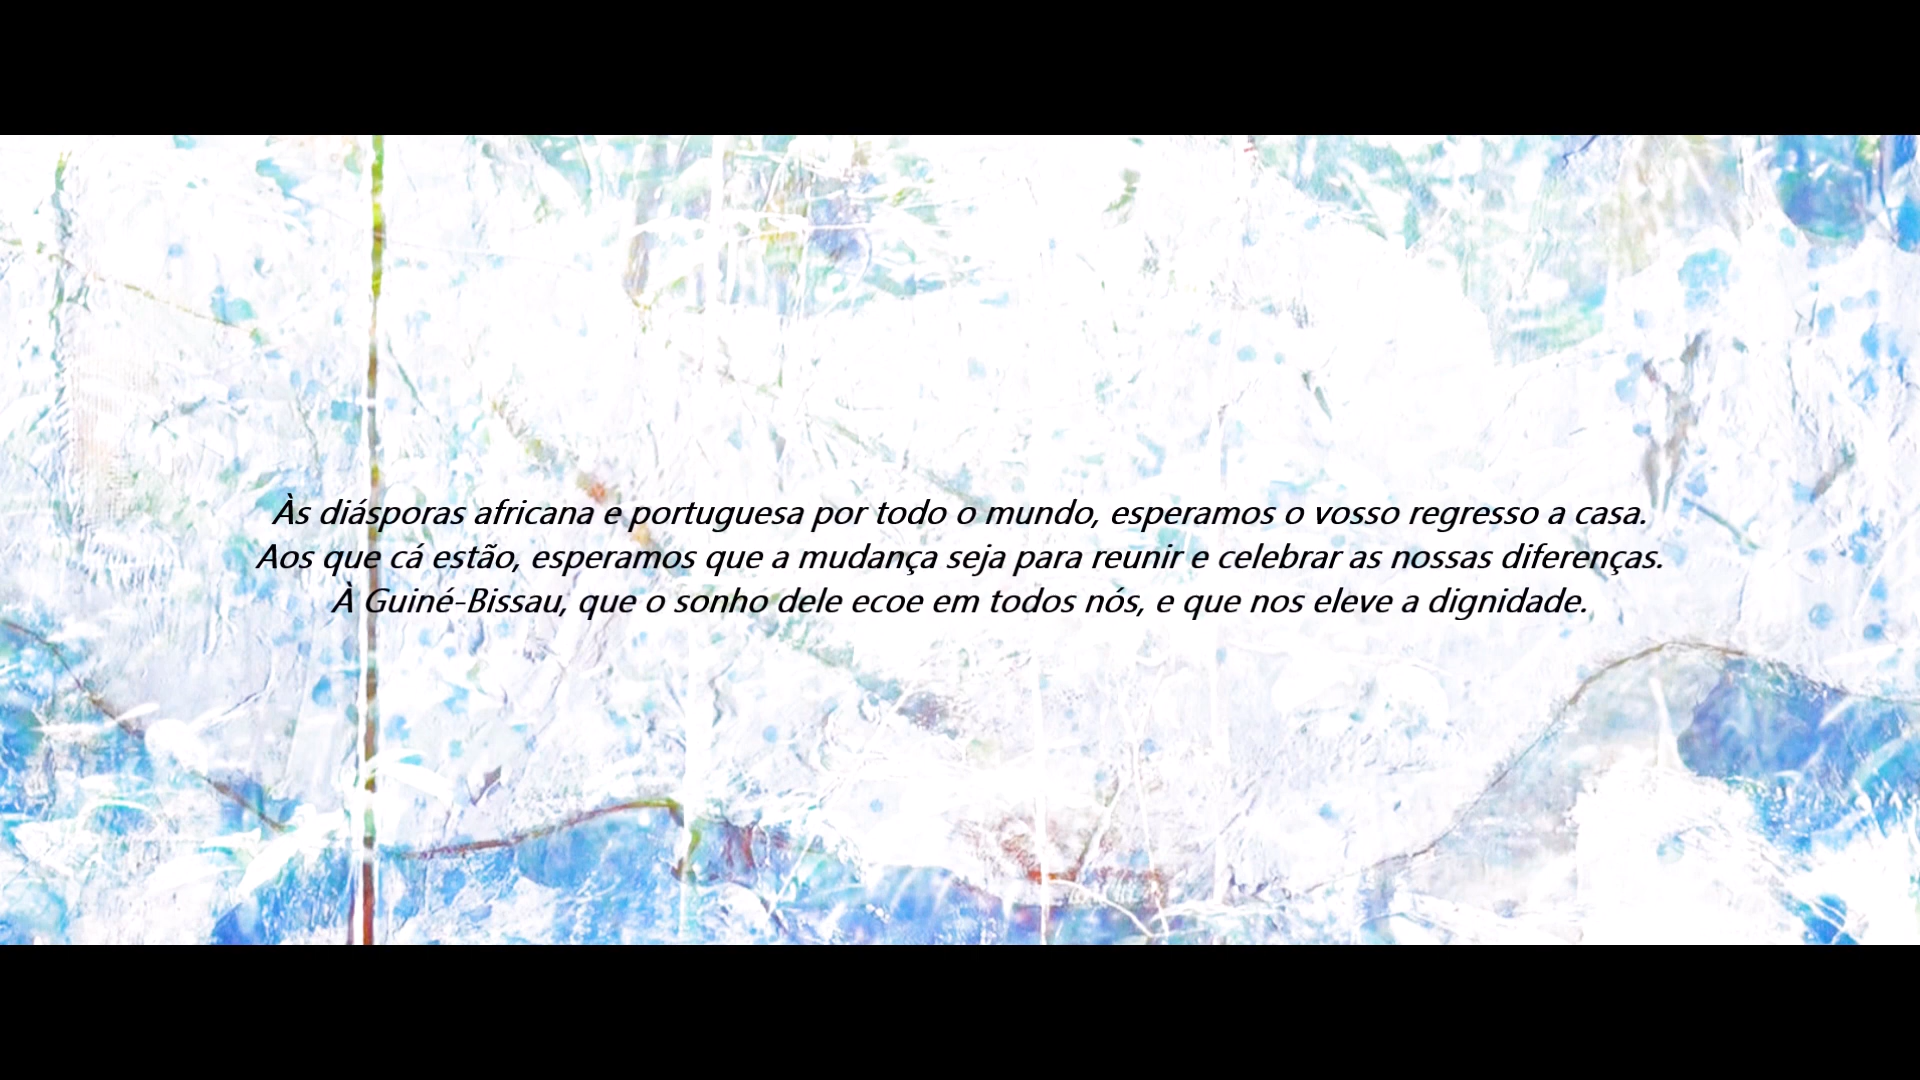 Às diásporas africana e portuguesa por todo o mundo, esperamos o vosso regresso a casa.
Aos que cá estão, esperamos que a mudança seja para reunir e celebrar as nossas diferenças.
À Guiné-Bissau, que o sonho dele ecoe em todos nós, e que nos eleve a dignidade.